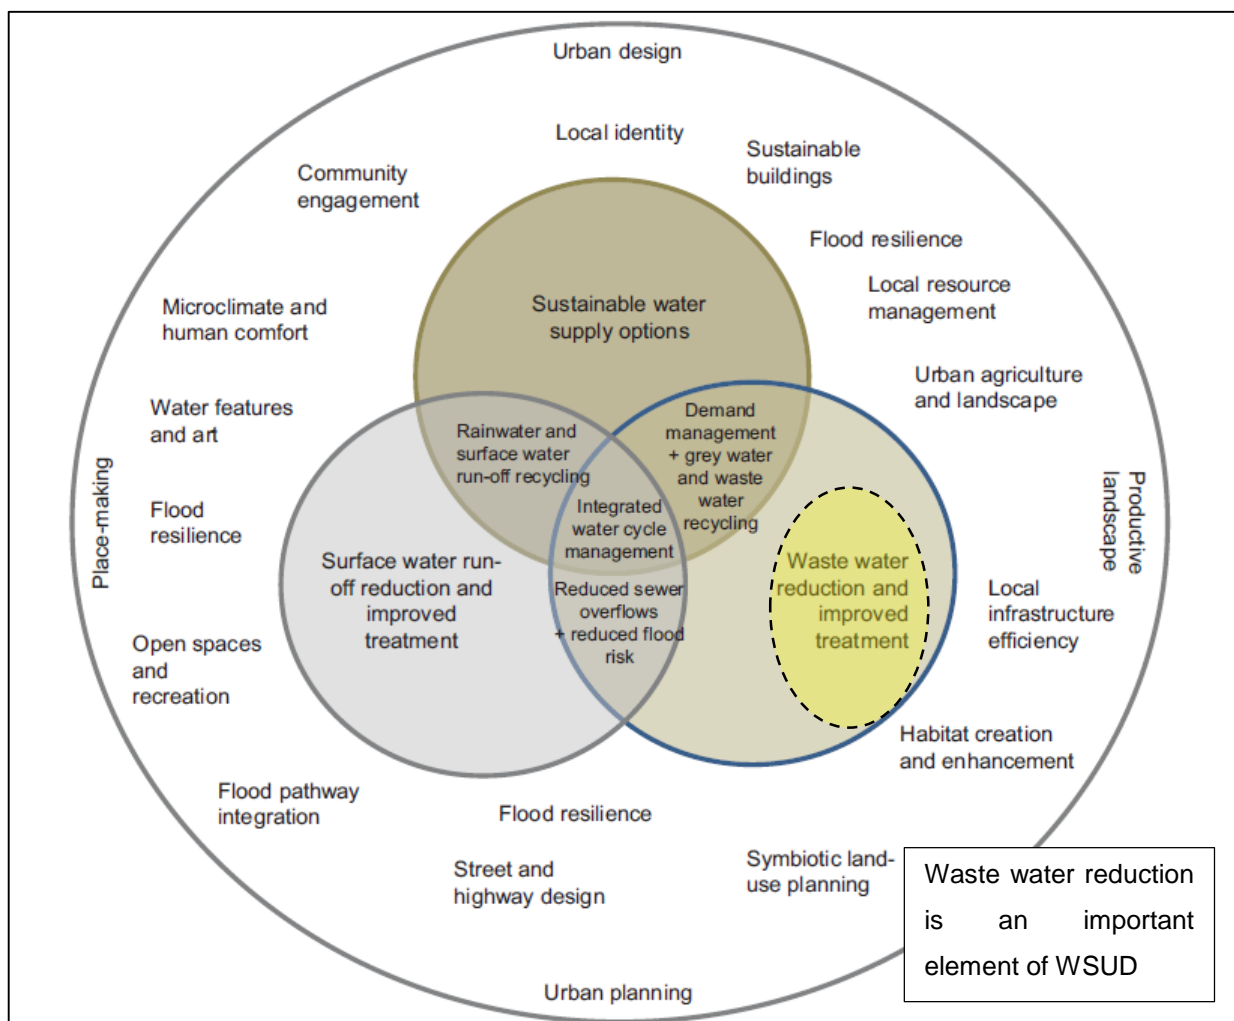 Urban design
Local identity
Sustainable
buildings
Community
engagement
Flood resilience
Local resource
management
Microclimate and
human comfort
Sustainable water
supply options
Urban agriculture
and landscape
Water features
and art
Rainwater and
surface water
run-off recycling
Demand
management
+ grey water
and waste
water
recycling
Place-making
Productive
landscape
Flood
resilience
Integrated
water cycle
management
Surface water run-
off reduction and
improved
treatment
Reduced sewer
overflows
+ reduced flood
risk
Waste water
reduction and
improved
treatment
Local
infrastructure
efficiency
Open spaces
and
recreation
Habitat creation
and enhancement
Flood pathway
integration
Flood resilience
Street and
highway design
Symbiotic land-
use planning
Waste water reduction
is an important
element of WSUD
Urban planning